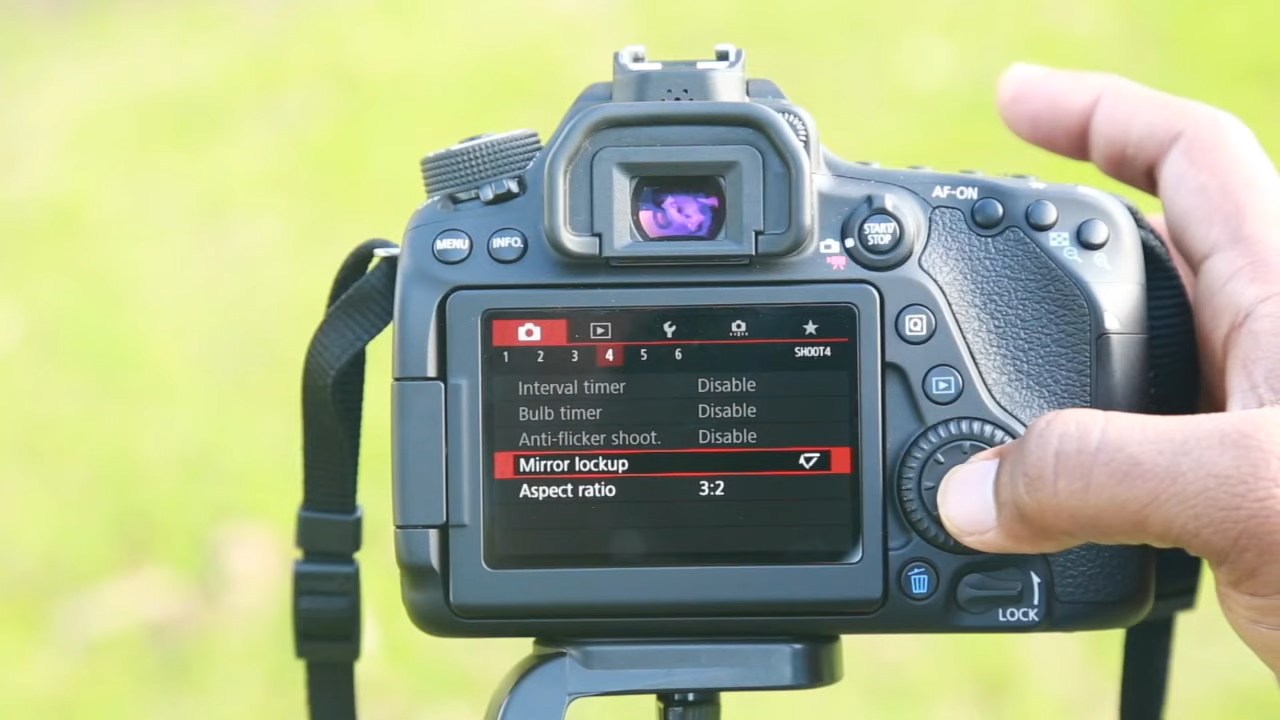 AF-ON
MENU
INFO.
START/
STOP
Q
1 2 3 4 5 6 SHOOT4
Interval timer Disable
Bulb timer Disable
Anti-flicker shoot. Disable
Mirror lockup
Aspect ratio 3:2
LOCK